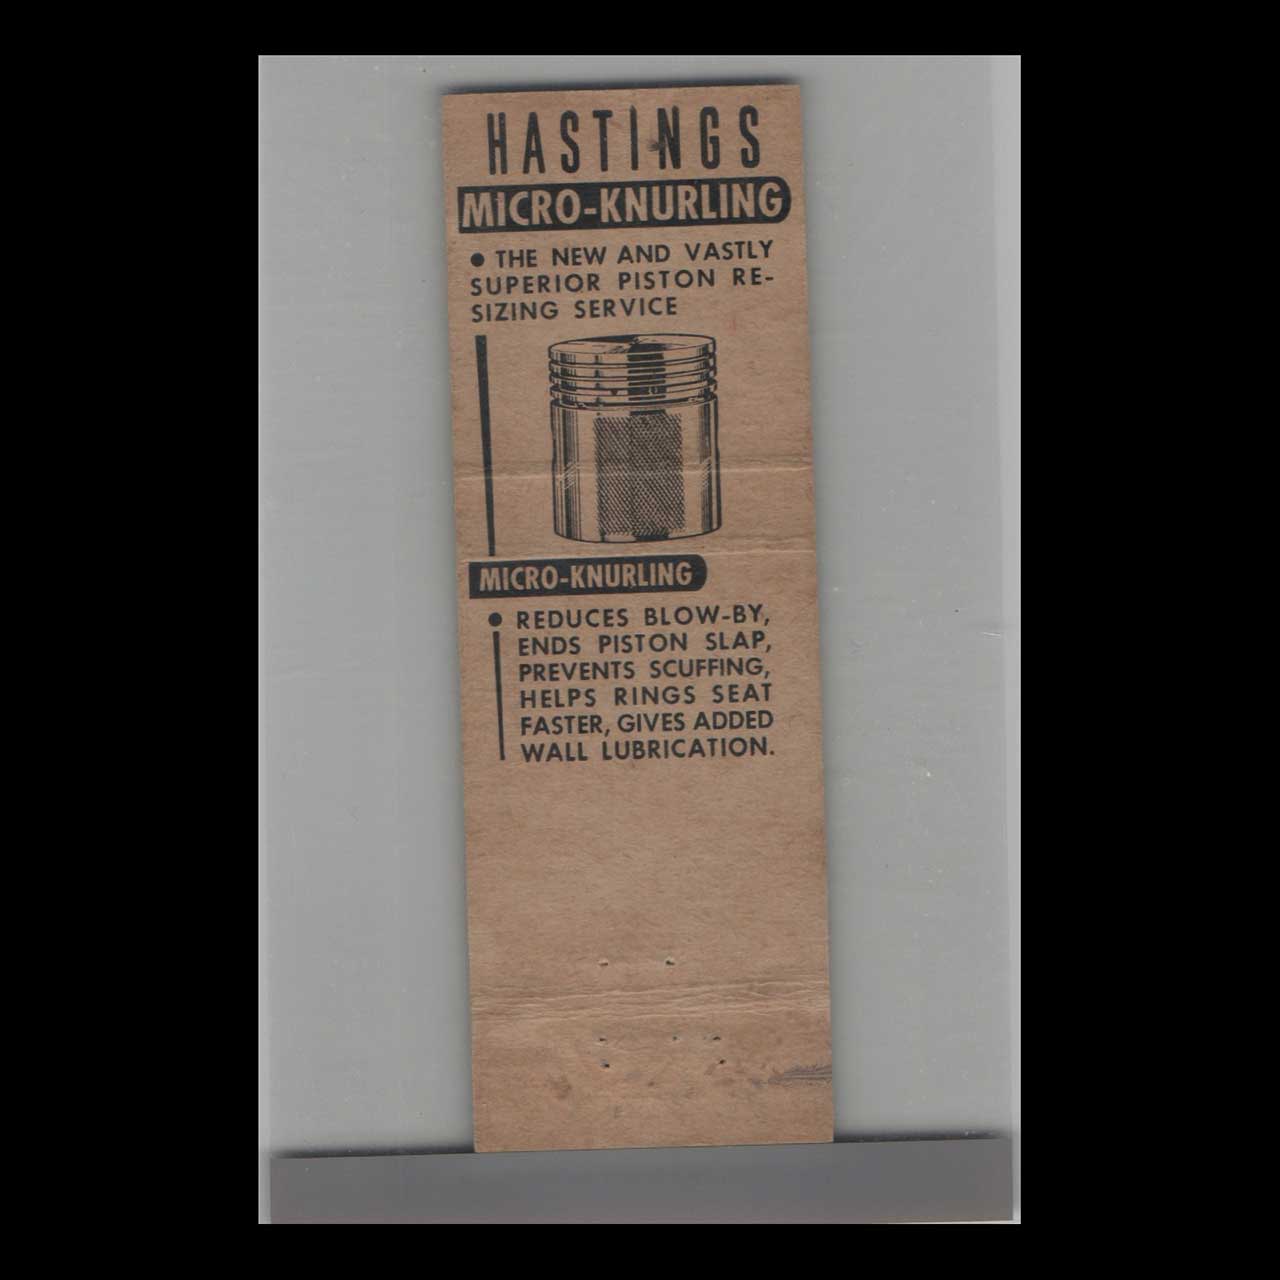 HASTINGS
MICRO-KNURLING
• THE NEW AND VASTLY
SUPERIOR PISTON RE-
SIZING SERVICE
MICRO-KNURLING
• REDUCES BLOW-BY,
ENDS PISTON SLAP,
PREVENTS SCUFFING,
HELPS RINGS SEAT
FASTER, GIVES ADDED
WALL LUBRICATION.